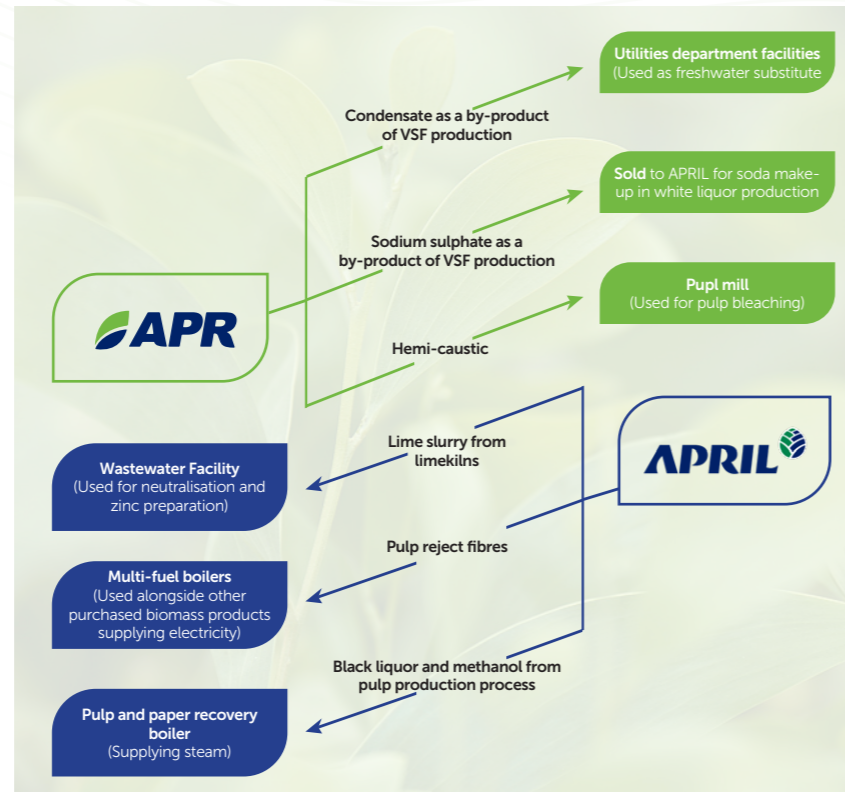 Utilities department facilities
(Used as freshwater substitute
Condensate as a by-product
of VSF production
Sold to APRIL for soda make-
up in white liquor production
Sodium sulphate as a
by-product of VSF production
Pupl mill
(Used for pulp bleaching)
APR
Hemi-caustic
Lime slurry from
limekilns
APRIL
Wastewater Facility
(Used for neutralisation and
zinc preparation)
Pulp reject fibres
Multi-fuel boilers
(Used alongside other
purchased biomass products
supplying electricity)
Black liquor and methanol from
pulp production process
Pulp and paper recovery
boiler
(Supplying steam)